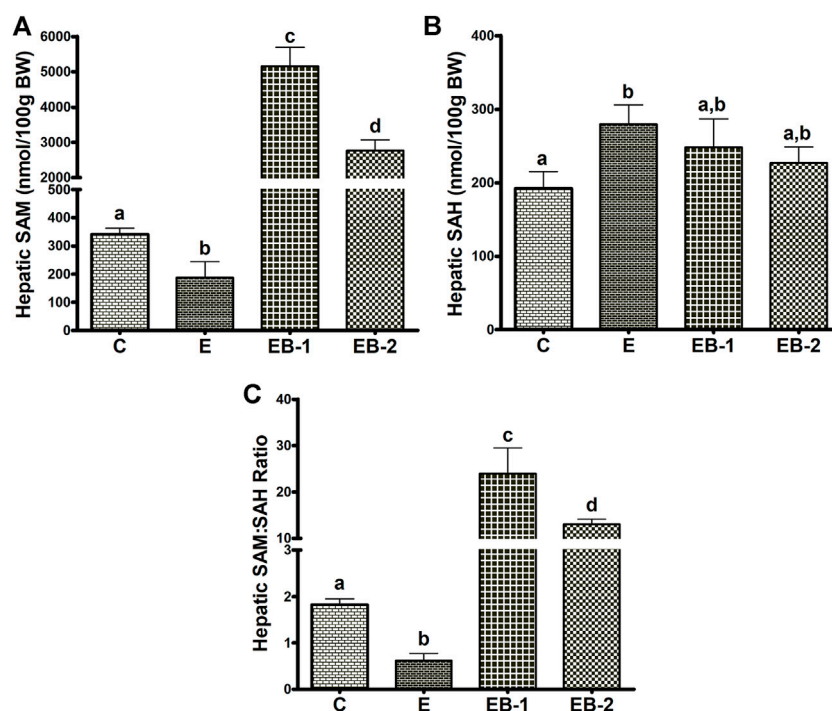 A
Hepatic SAM (nmol/100g BW)
6000
5000
4000
3000
2000
500
400
300
200
100
0
a
b
c
d
C E EB-1 EB-2
B
Hepatic SAH (nmol/100g BW)
400
300
200
100
0
a
b
a,b
a,b
C E EB-1 EB-2
C
Hepatic SAM:SAH Ratio
40
30
20
10
3
2
1
0
a
b
c
d
C E EB-1 EB-2